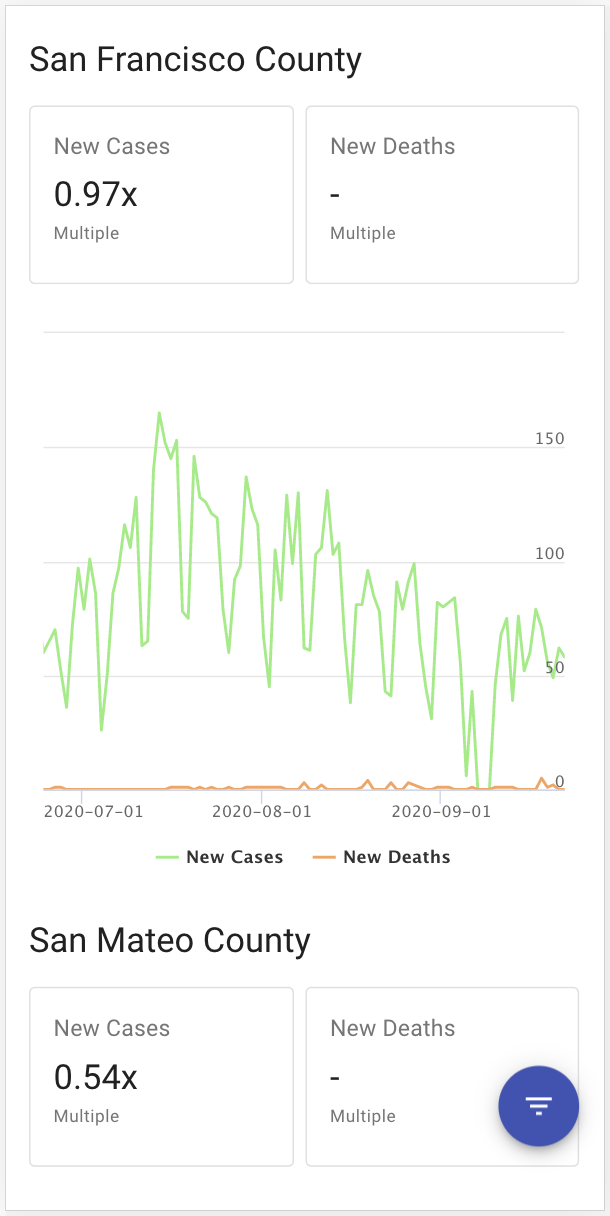 San Francisco County
New Cases
0.97x
Multiple
New Deaths
-
Multiple
150
100
50
0
2020-07-01
2020-08-01
2020-09-01
New Cases
New Deaths
San Mateo County
New Cases
0.54x
Multiple
New Deaths
-
Multiple